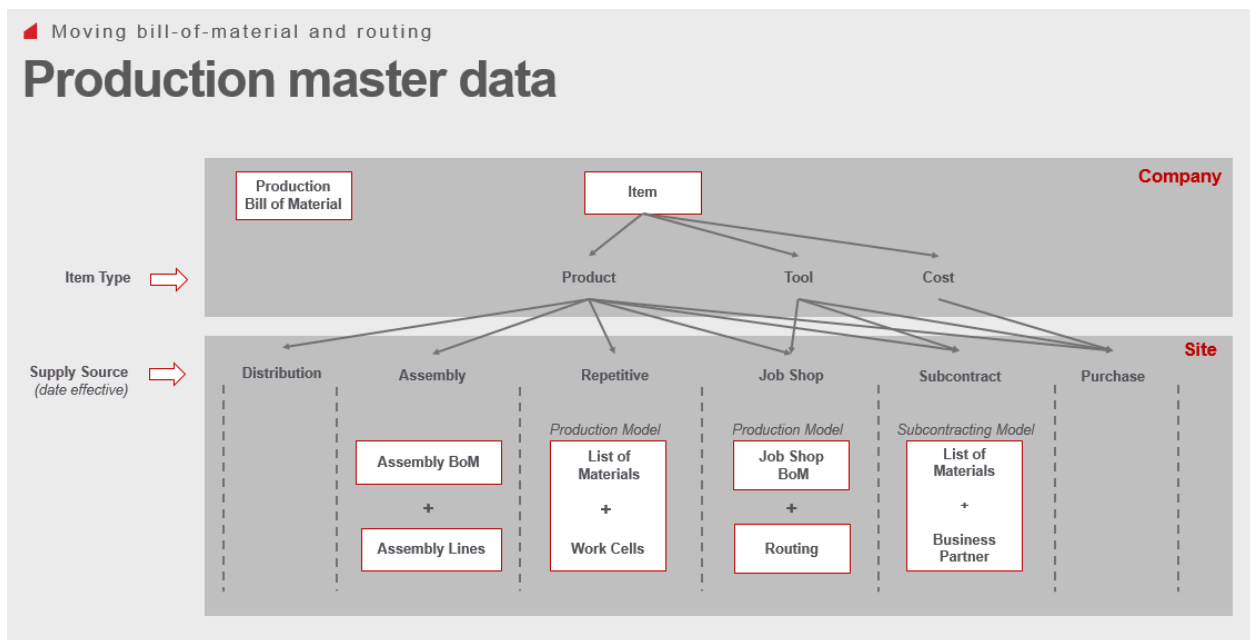 Moving bill-of-material and routing
Production master data
Company
Production
Bill of Material
Item
Item Type
Product
Tool
Cost
Site
Supply Source
(date effective)
Distribution
Assembly
Repetitive
Job Shop
Subcontract
Purchase
Production Model
Production Model
Subcontracting Model
Assembly BoM
+
Assembly Lines
List of
Materials
+
Work Cells
Job Shop
BoM
+
Routing
List of
Materials
+
Business
Partner